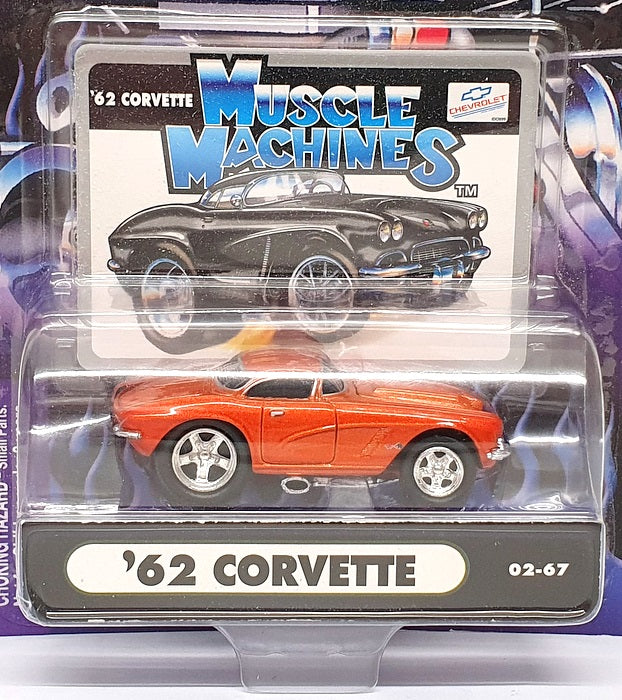 '62 CORVETTE
MUSCLE
MACHINES
TM
CHEVROLET
'62 CORVETTE
02-67
CHOKING HAZARD - Small Parts.